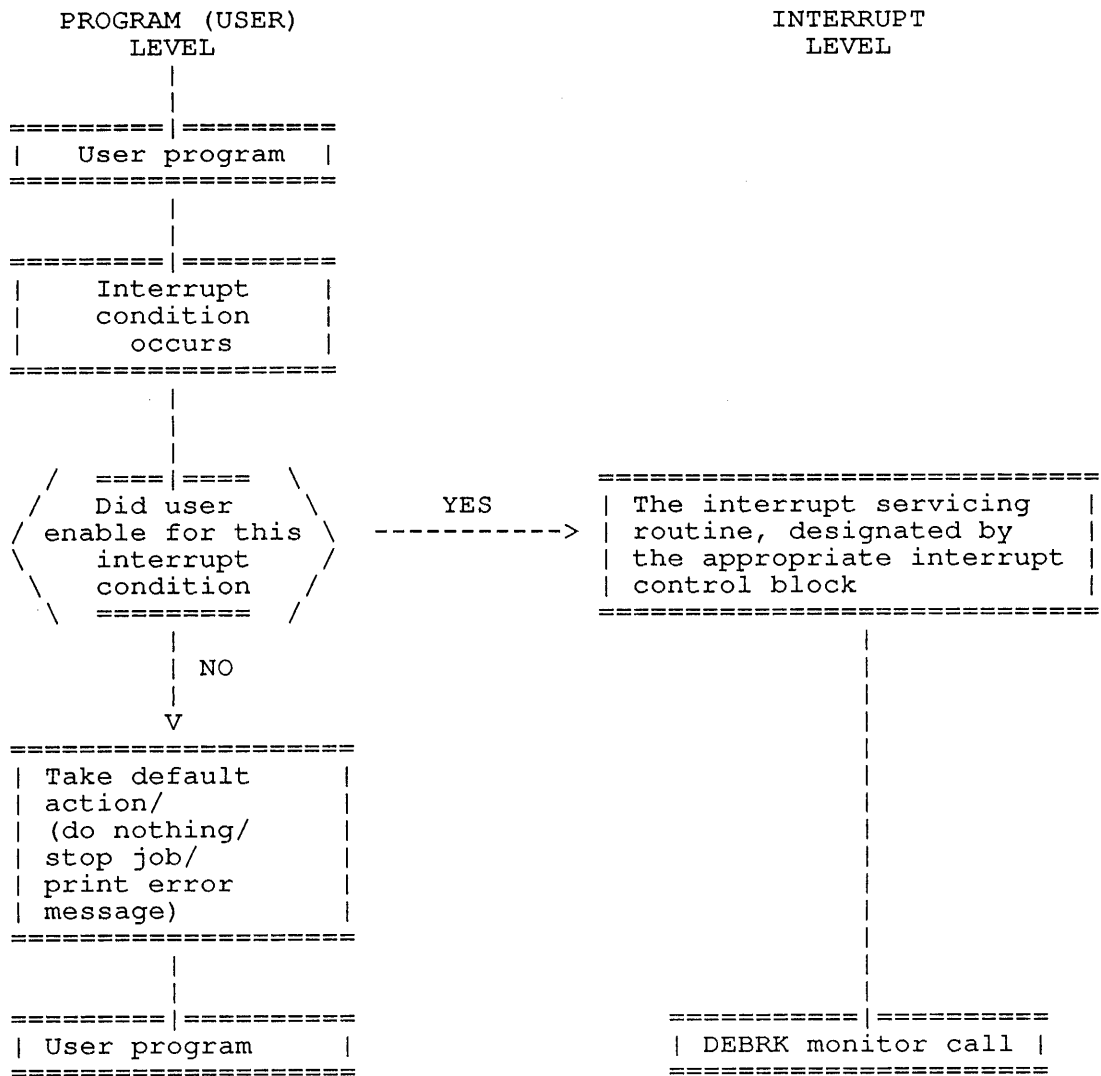 PROGRAM (USER)
LEVEL
INTERRUPT
LEVEL
User program
Interrupt
condition
occurs
Did user
enable for this
interrupt
condition
YES
The interrupt servicing
routine, designated by
the appropriate interrupt
control block
NO
Take default
action/
(do nothing/
stop job/
print error
message)
User program
DEBRK monitor call